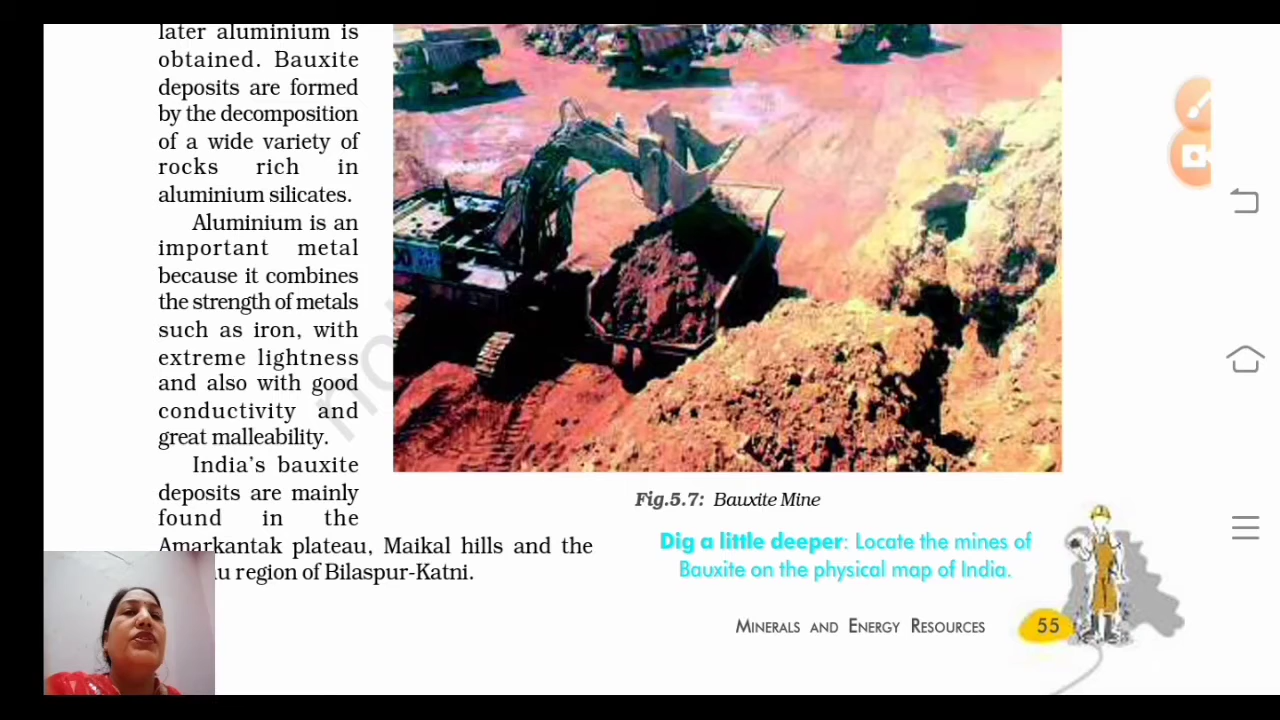 later aluminium is
obtained. Bauxite
deposits are formed
by the decomposition
of a wide variety of
rocks rich in
aluminium silicates.
Aluminium is an
important metal
because it combines
the strength of metals
such as iron, with
extreme lightness
and also with good
conductivity and
great malleability.
India's bauxite
deposits are mainly
found in the
Amarkantak plateau, Maikal hills and the
region of Bilaspur-Katni.
Fig.5.7: Bauxite Mine
Dig a little deeper: Locate the mines of
Bauxite on the physical map of India.
MINERALS AND ENERGY RESOURCES
55